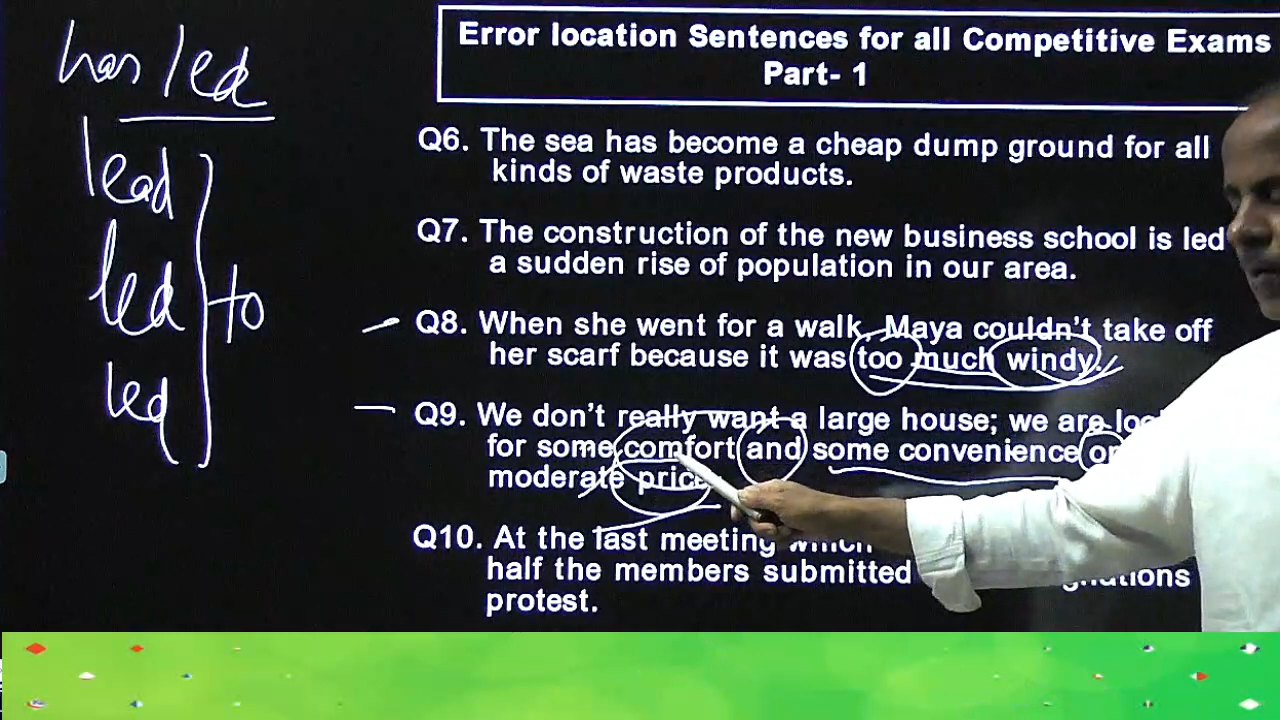 Error location Sentences for all Competitive Exams
Part- 1
has led
lead
led
led
to
Q6. The sea has become a cheap dump ground for all
kinds of waste products.
Q7. The construction of the new business school is led
a sudden rise of population in our area.
Q8. When she went for a walk, Maya couldn't take off
her scarf because it was too much windy.
Q9. We don't really want a large house; we are
for some comfort and some convenience
moderate price
Q10. At the last meeting which
half the members submitted
protest.